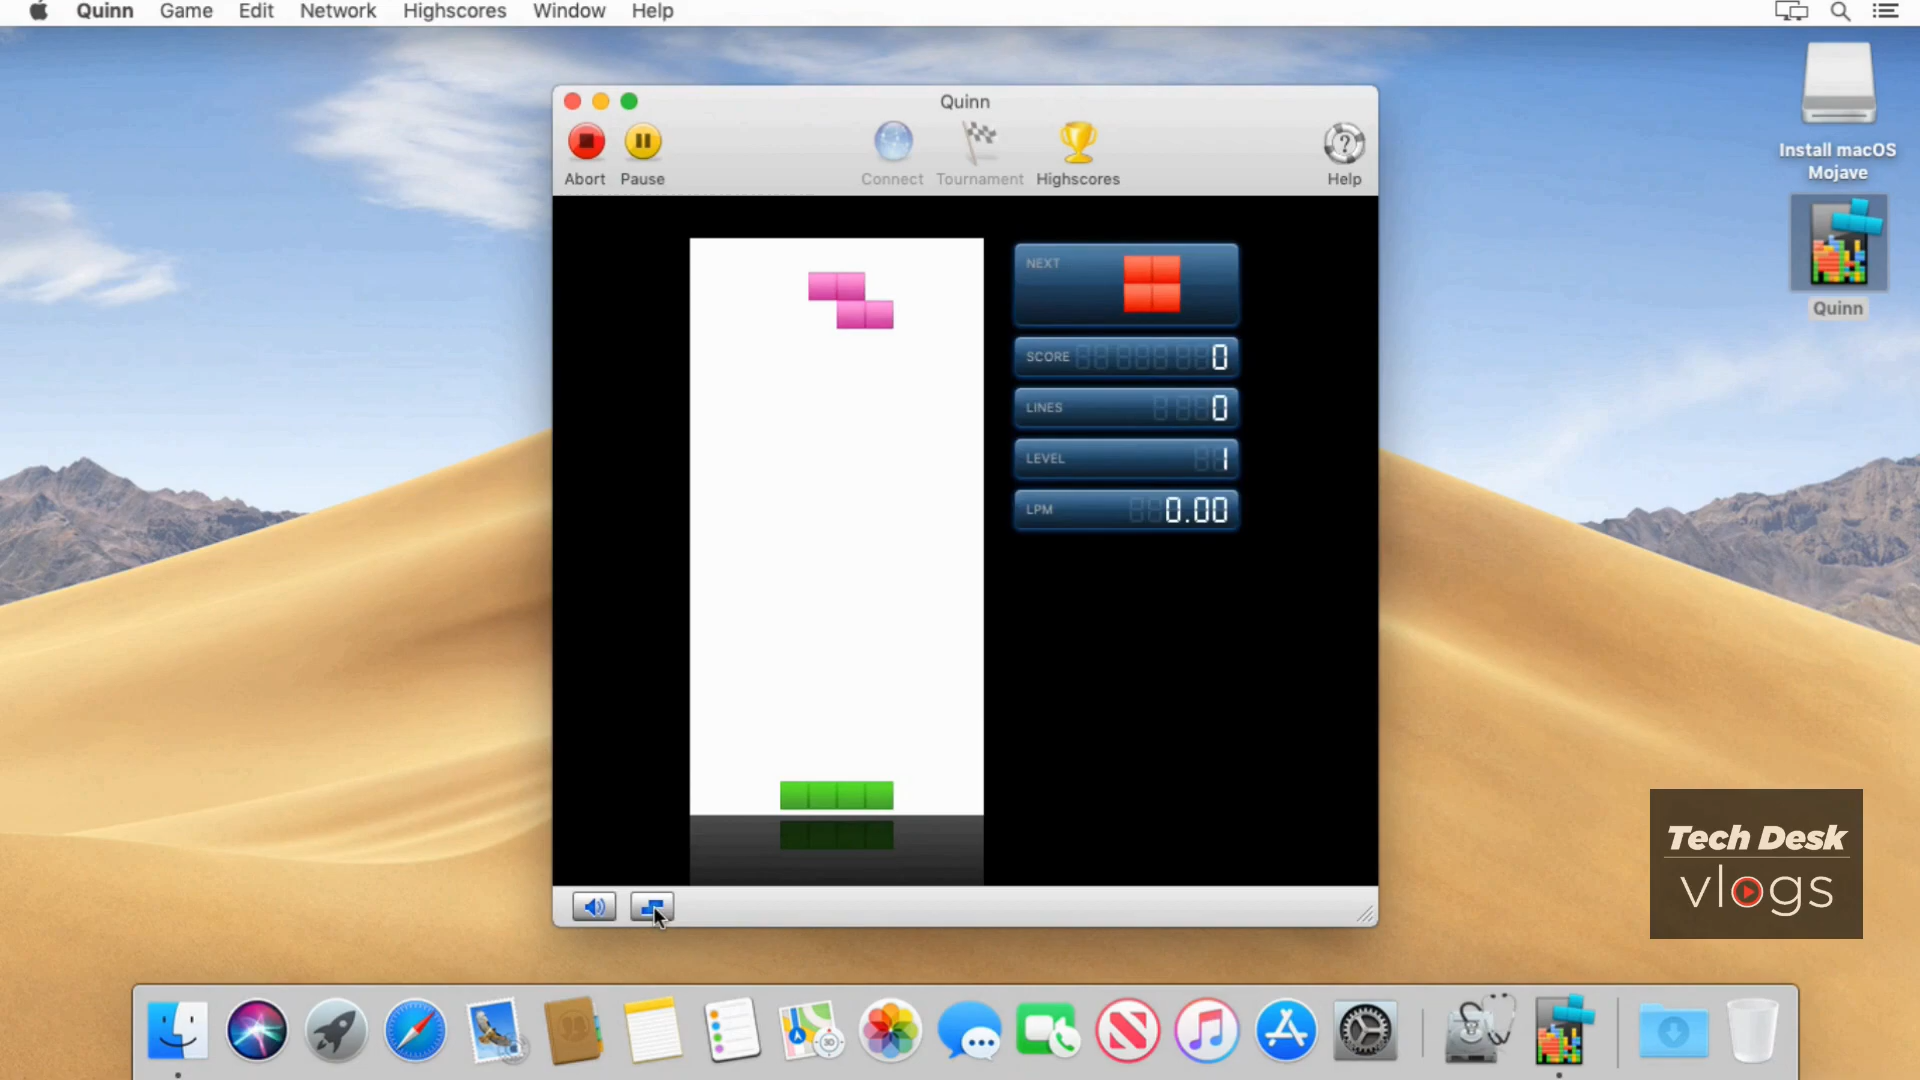 Quinn Game Edit Network Highscores Window Help
Quinn
Abort Pause Connect Tournament Highscores Help
NEXT
SCORE 0
LINES 0
LEVEL 1
LPM 0.00
Install macOS
Mojave
Quinn
Tech Desk
vlogs
3D